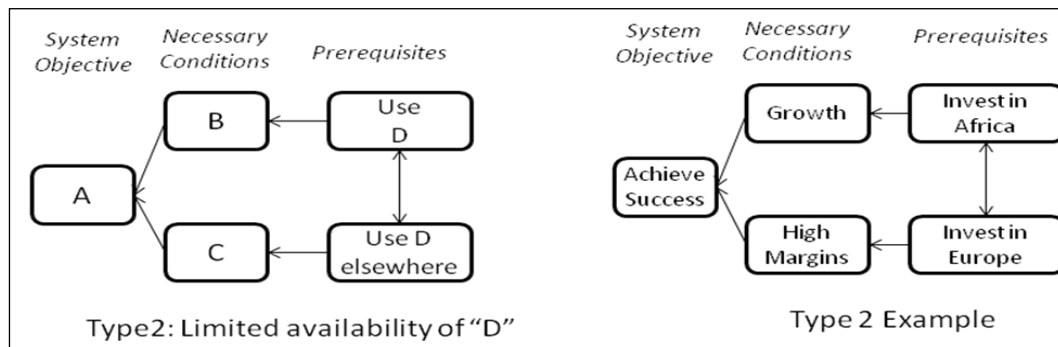 System
Objective
Necessary
Conditions
Prerequisites
B
Use
D
A
C
Use D
elsewhere
Type2: Limited availability of “D”
System
Objective
Necessary
Conditions
Prerequisites
Growth
Invest in
Africa
Achieve
Success
High
Margins
Invest in
Europe
Type 2 Example